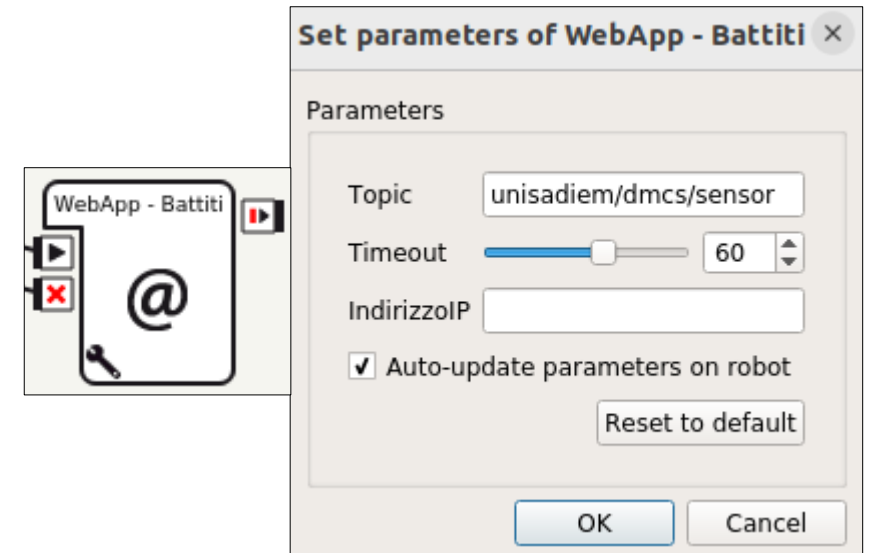 WebApp - Battiti
@
Set parameters of WebApp - Battiti
Parameters
Topic unisadiem/dmcs/sensor
Timeout 60
IndirizzoIP
Auto-update parameters on robot
Reset to default
OK Cancel